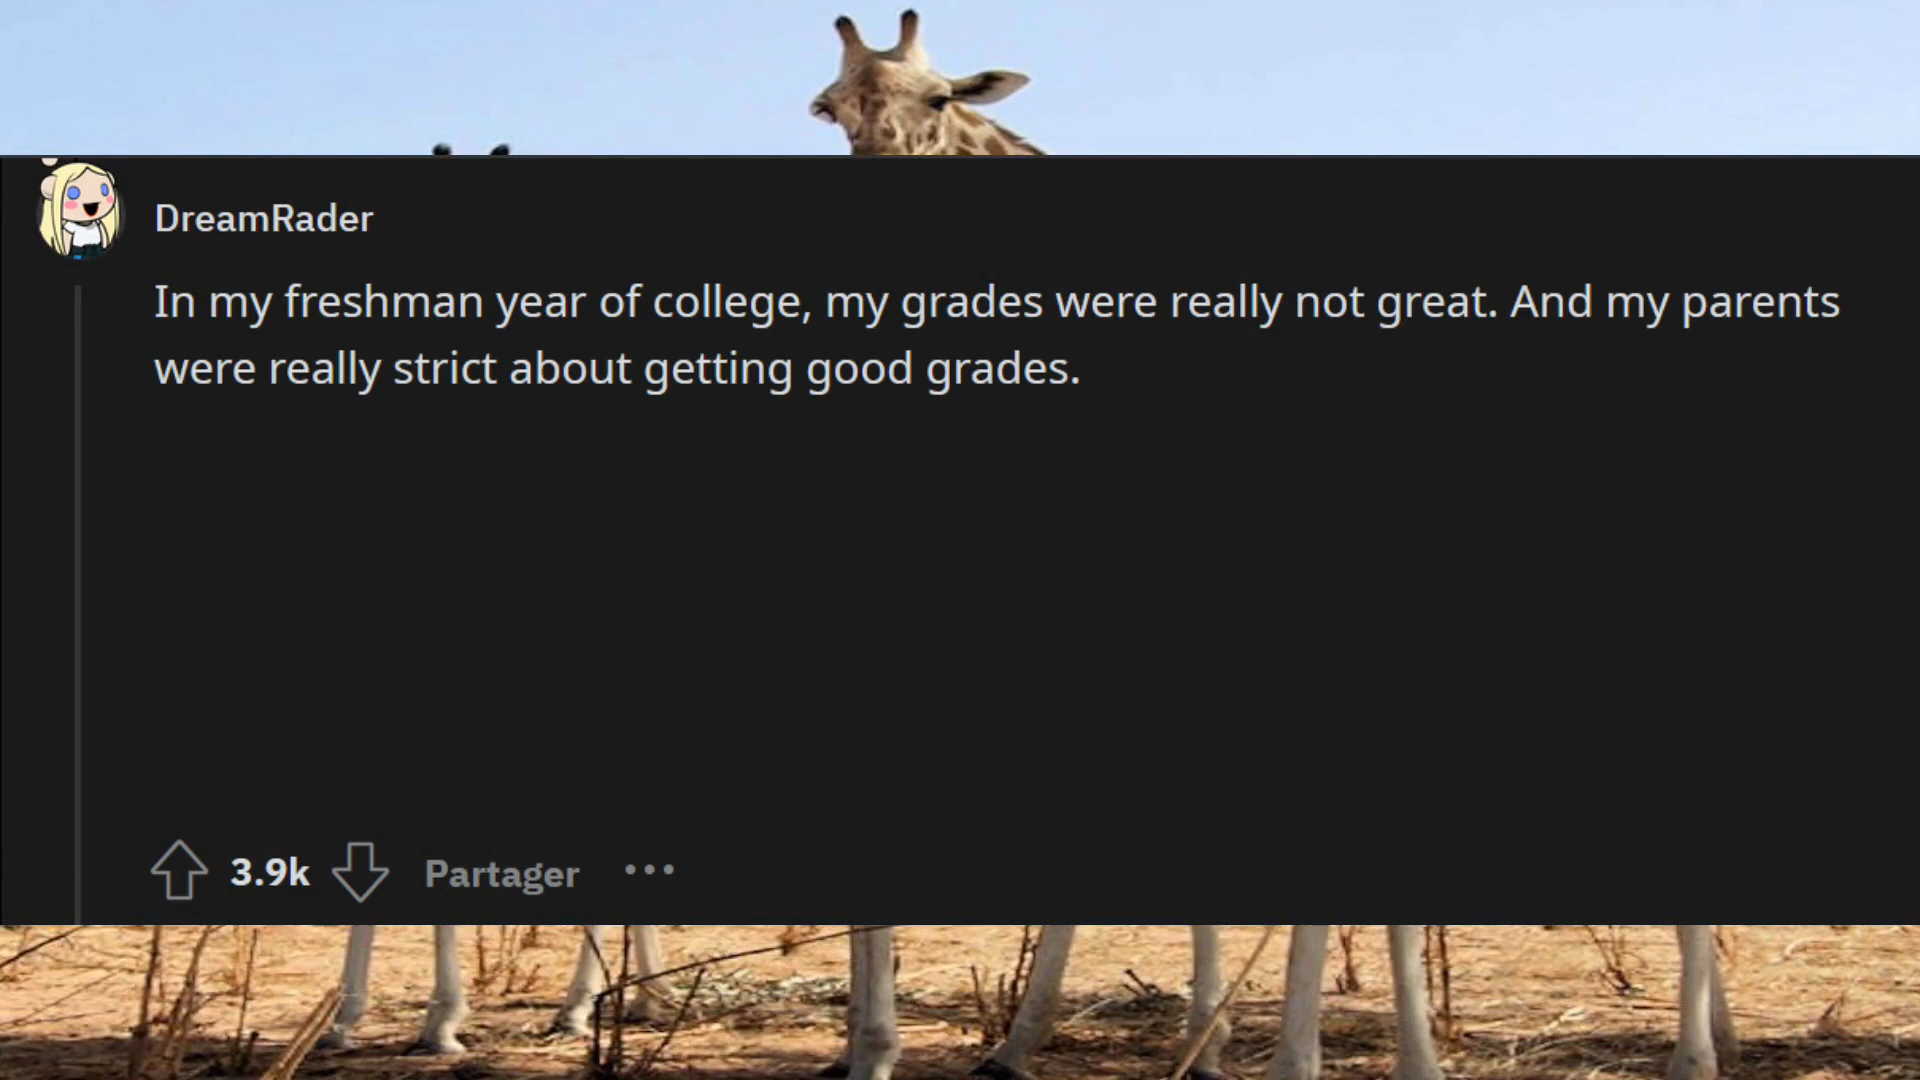 DreamRader
In my freshman year of college, my grades were really not great. And my parents
were really strict about getting good grades.
3.9k Partager